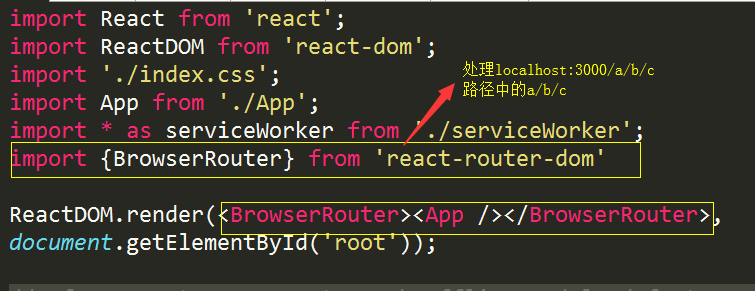 import React from 'react';
import ReactDOM from 'react-dom';
import './index.css';
import App from './App';
import * as serviceWorker from './serviceWorker';
import {BrowserRouter} from 'react-router-dom'
处理localhost:3000/a/b/c
路径中的a/b/c
ReactDOM.render(<BrowserRouter><App /></BrowserRouter>,
document.getElementById('root'));